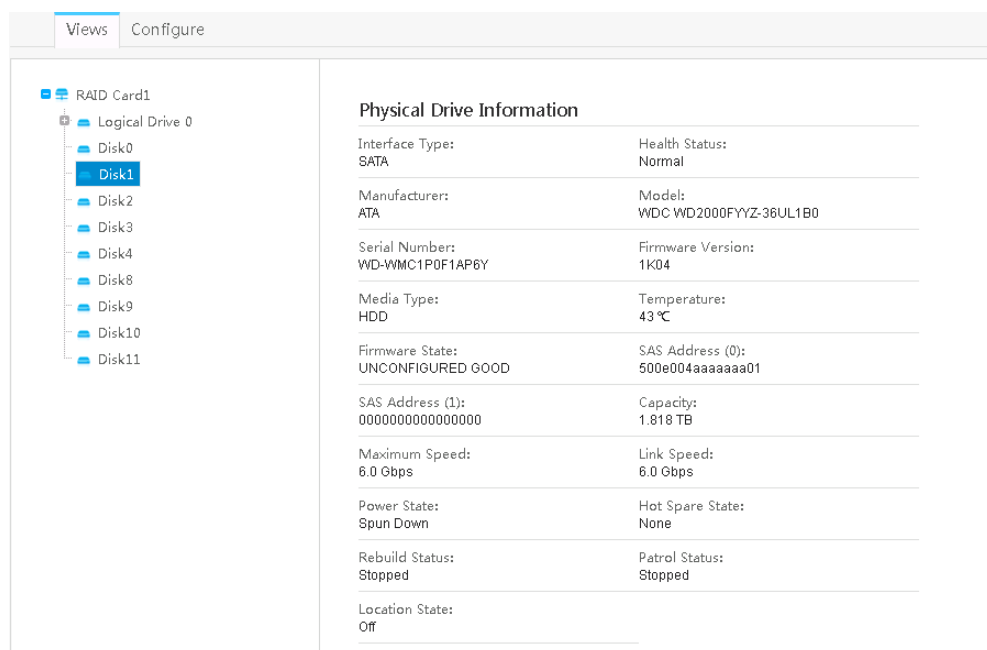 Views Configure
RAID Card1
Logical Drive 0
Disk0
Disk1
Disk2
Disk3
Disk4
Disk8
Disk9
Disk10
Disk11
Physical Drive Information
Interface Type: Health Status:
SATA Normal
Manufacturer: Model:
ATA WDC WD2000FYYZ-36UL1B0
Serial Number: Firmware Version:
WD-WMC1P0F1AP6Y 1K04
Media Type: Temperature:
HDD 43 ℃
Firmware State: SAS Address (0):
UNCONFIGURED GOOD 500e004aaaaaaa01
SAS Address (1): Capacity:
0000000000000000 1.818 TB
Maximum Speed: Link Speed:
6.0 Gbps 6.0 Gbps
Power State: Hot Spare State:
Spun Down None
Rebuild Status: Patrol Status:
Stopped Stopped
Location State:
Off